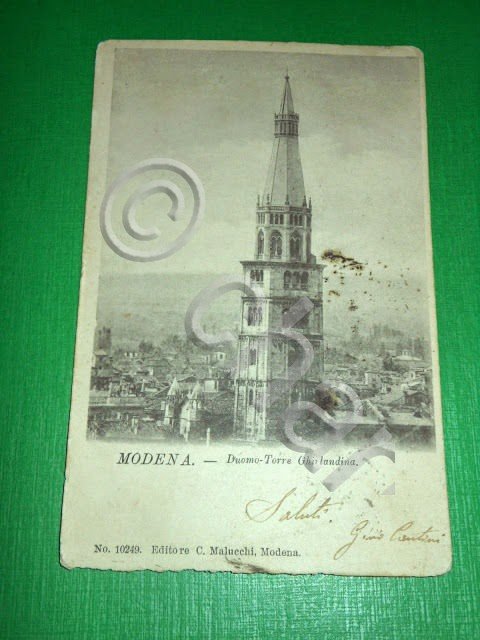 MODENA. — Duomo-Torre Ghirlandina.
Saluti.
No. 10249. Editore C. Malucchi, Modena.